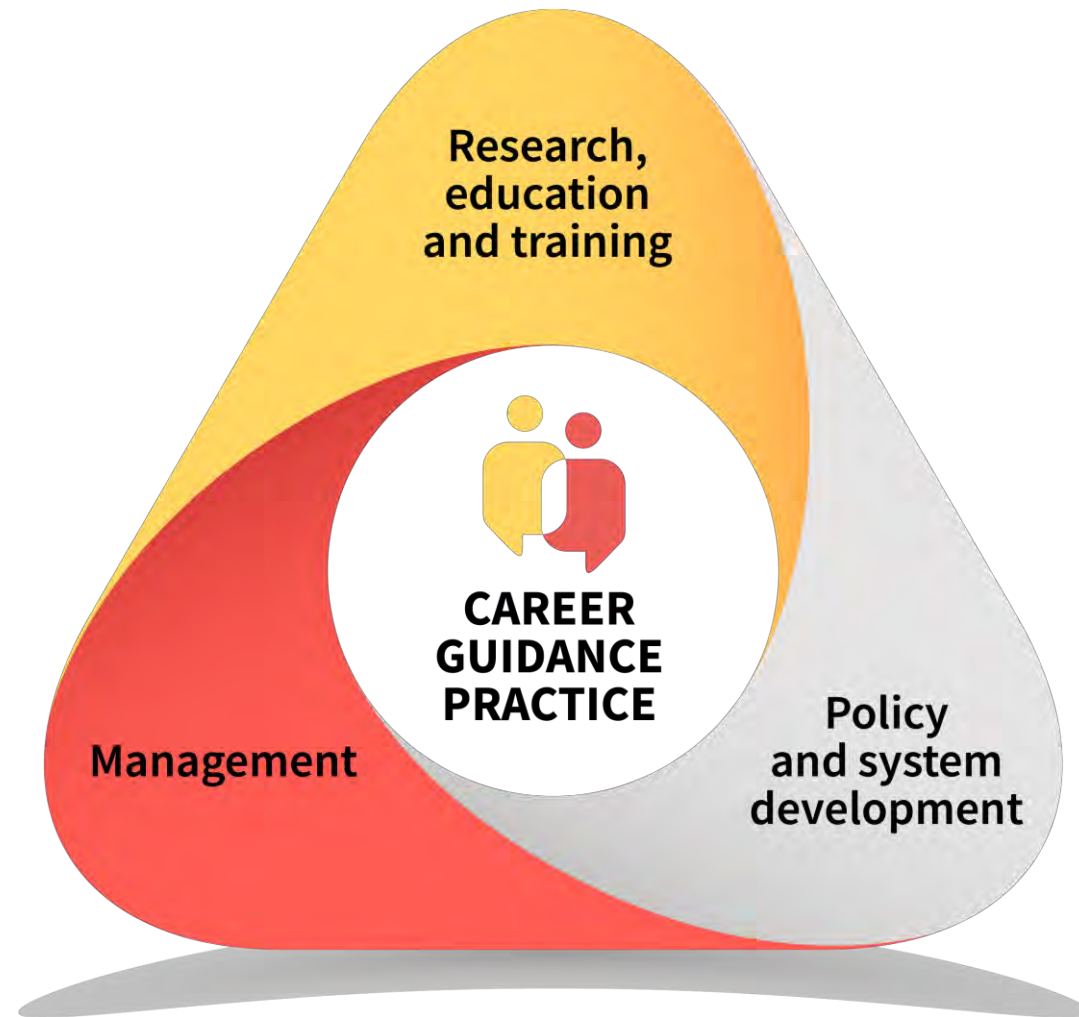 Research,
education
and training
CAREER
GUIDANCE
PRACTICE
Management
Policy
and system
development